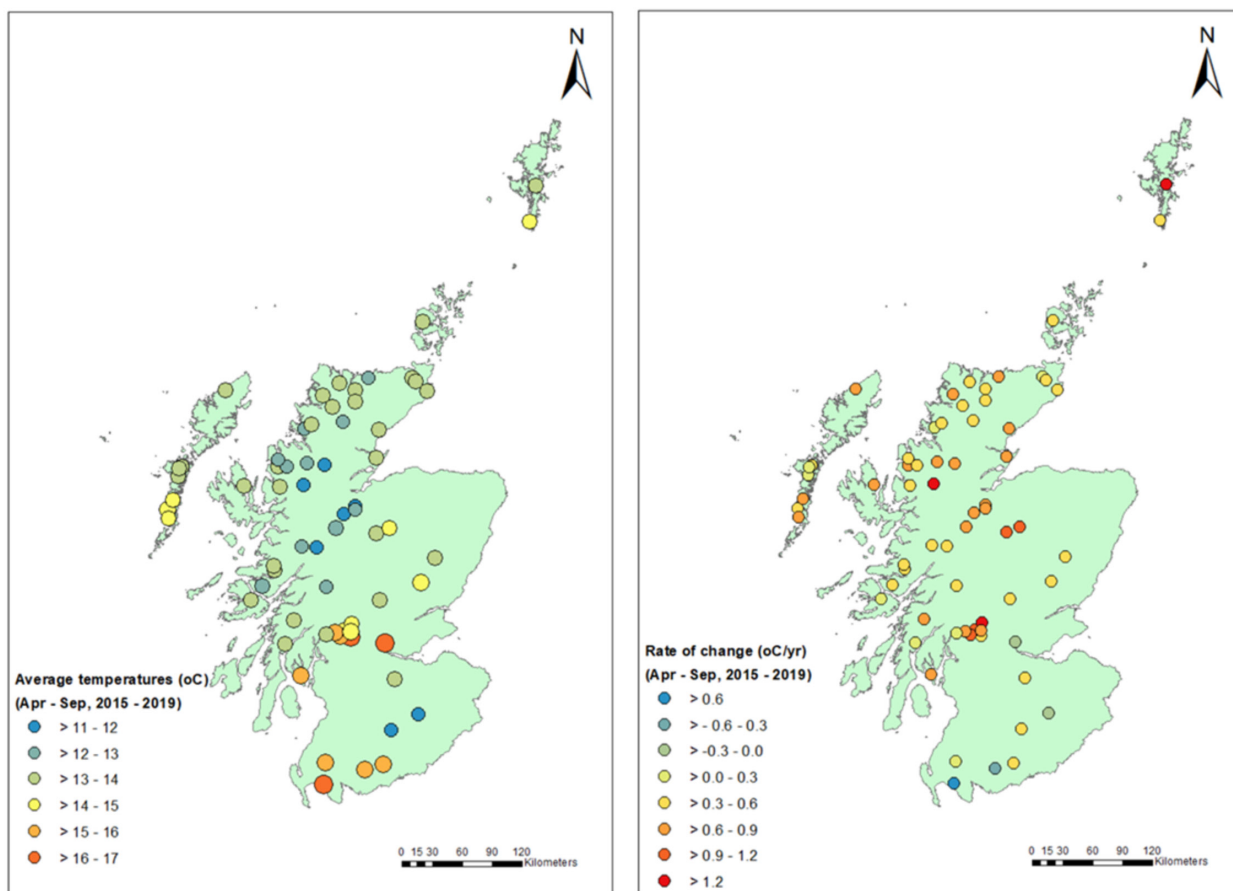 N
Average temperatures (oC)
(Apr - Sep, 2015 - 2019)
> 11 - 12
> 12 - 13
> 13 - 14
> 14 - 15
> 15 - 16
> 16 - 17
0 15 30 60 90 120
Kilometers
N
Rate of change (oC/yr)
(Apr - Sep, 2015 - 2019)
> 0.6
> - 0.6 - 0.3
> -0.3 - 0.0
> 0.0 - 0.3
> 0.3 - 0.6
> 0.6 - 0.9
> 0.9 - 1.2
> 1.2
0 15 30 60 90 120
Kilometers